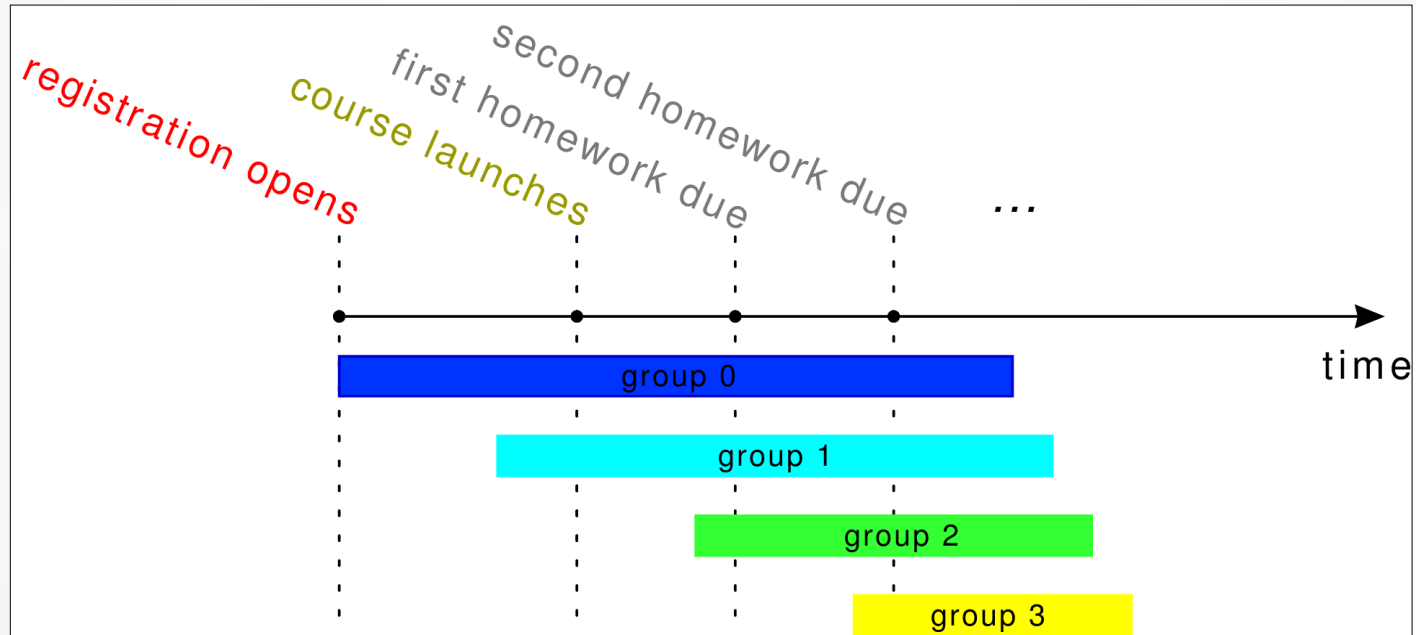 registration opens
course launches
first homework due
second homework due
...
time
group 0
group 1
group 2
group 3